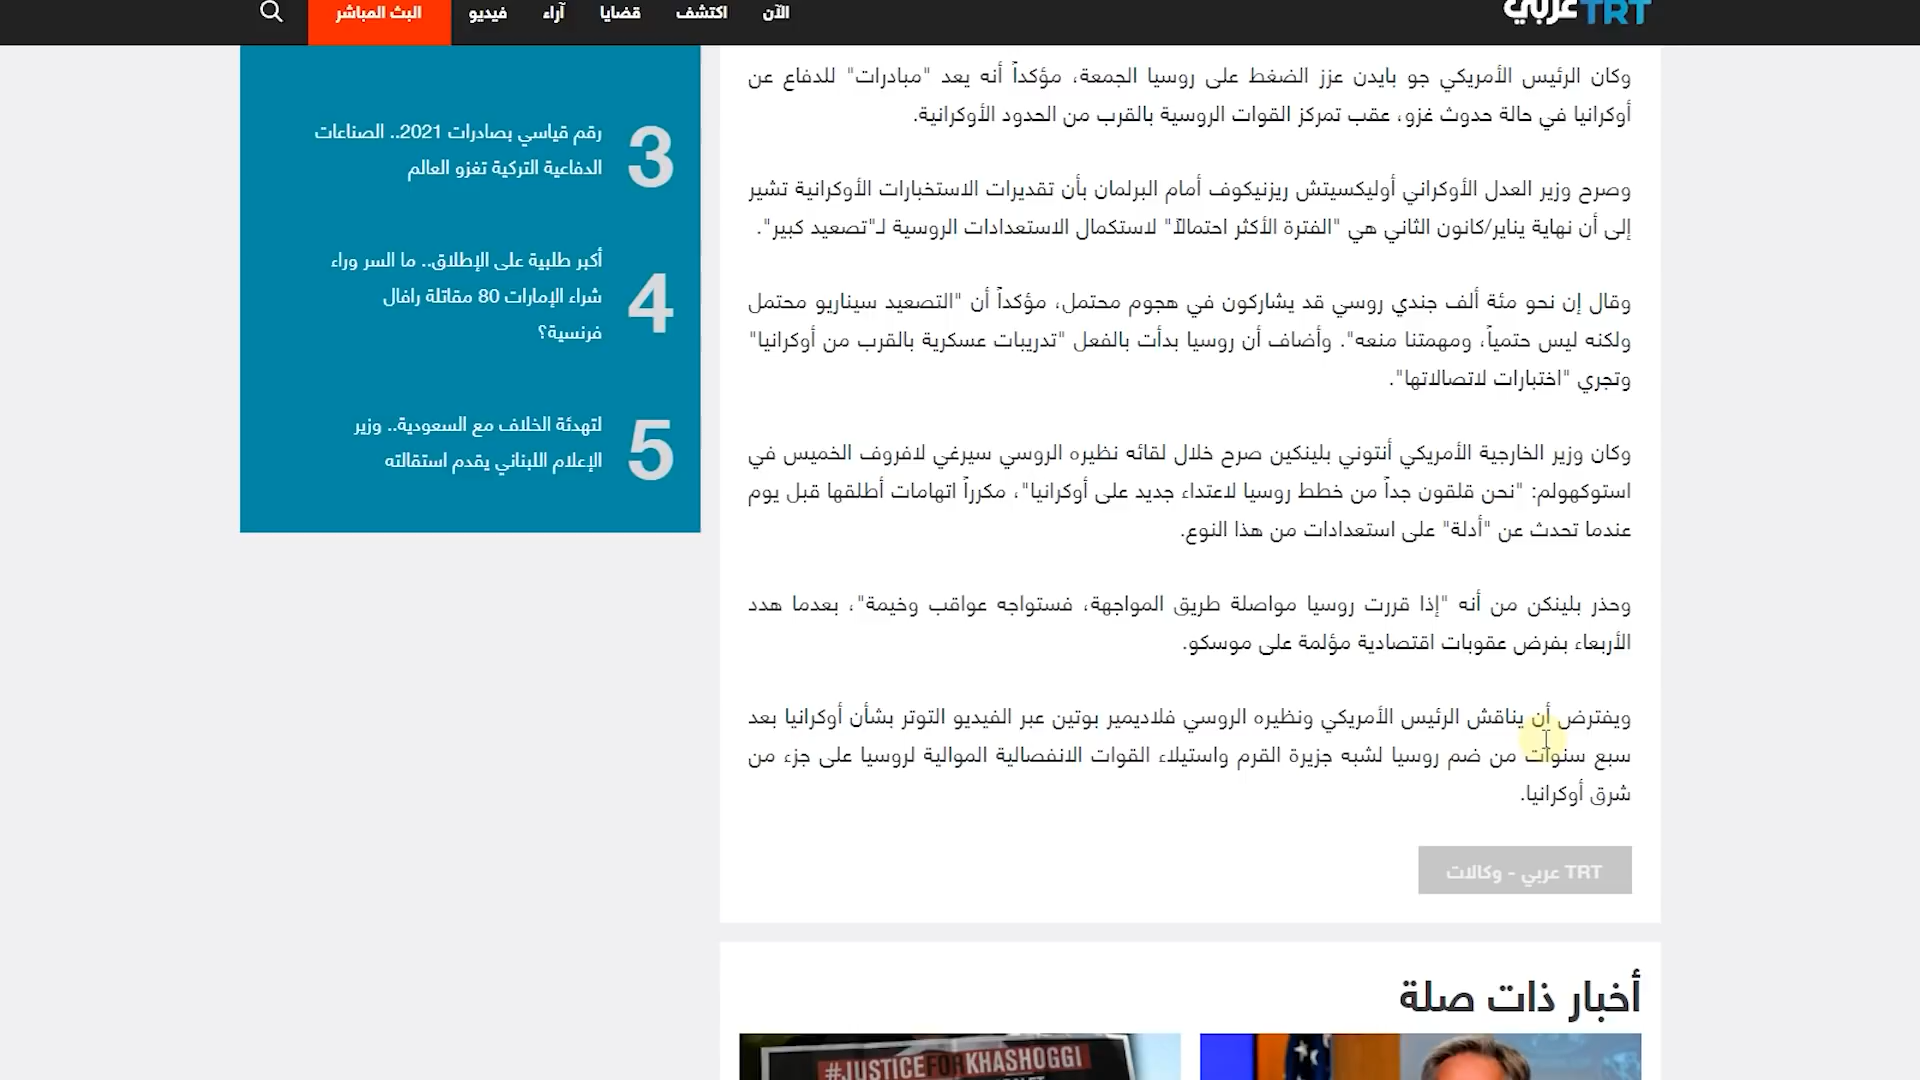 TRT عربي
الآن
اكتشف
قضايا
آراء
فيديو
البث المباشر
وكان الرئيس الأمريكي جو بايدن عزز الضغط على روسيا الجمعة، مؤكداً أنه يعد "مبادرات" للدفاع عن
أوكرانيا في حالة حدوث غزو، عقب تمركز القوات الروسية بالقرب من الحدود الأوكرانية.
وصرح وزير العدل الأوكراني أوليكسيتش ريزنيكوف أمام البرلمان بأن تقديرات الاستخبارات الأوكرانية تشير
إلى أن نهاية يناير/كانون الثاني هي "الفترة الأكثر احتمالاً" لاستكمال الاستعدادات الروسية لـ"تصعيد كبير".
وقال إن نحو مئة ألف جندي روسي قد يشاركون في هجوم محتمل، مؤكداً أن "التصعيد سيناريو محتمل
ولكنه ليس حتمياً، ومهمتنا منعه". وأضاف أن روسيا بدأت بالفعل "تدريبات عسكرية بالقرب من أوكرانيا"
وتجري "اختبارات لاتصالاتها".
وكان وزير الخارجية الأمريكي أنتوني بلينكين صرح خلال لقائه نظيره الروسي سيرغي لافروف الخميس في
استوكهولم: "نحن قلقون جداً من خطط روسيا لاعتداء جديد على أوكرانيا"، مكرراً اتهامات أطلقها قبل يوم
عندما تحدث عن "أدلة" على استعدادات من هذا النوع.
وحذر بلينكن من أنه "إذا قررت روسيا مواصلة طريق المواجهة، فستواجه عواقب وخيمة"، بعدما هدد
الأربعاء بفرض عقوبات اقتصادية مؤلمة على موسكو.
ويفترض أن يناقش الرئيس الأمريكي ونظيره الروسي فلاديمير بوتين عبر الفيديو التوتر بشأن أوكرانيا بعد
سبع سنوات من ضم روسيا لشبه جزيرة القرم واستيلاء القوات الانفصالية الموالية لروسيا على جزء من
شرق أوكرانيا.
TRT عربي - وكالات
3
رقم قياسي بصادرات 2021.. الصناعات
الدفاعية التركية تغزو العالم
4
أكبر طلبية على الإطلاق.. ما السر وراء
شراء الإمارات 80 مقاتلة رافال
فرنسية؟
5
لتهدئة الخلاف مع السعودية.. وزير
الإعلام اللبناني يقدم استقالته
أخبار ذات صلة
#JUSTICEFORKHASHOGGI